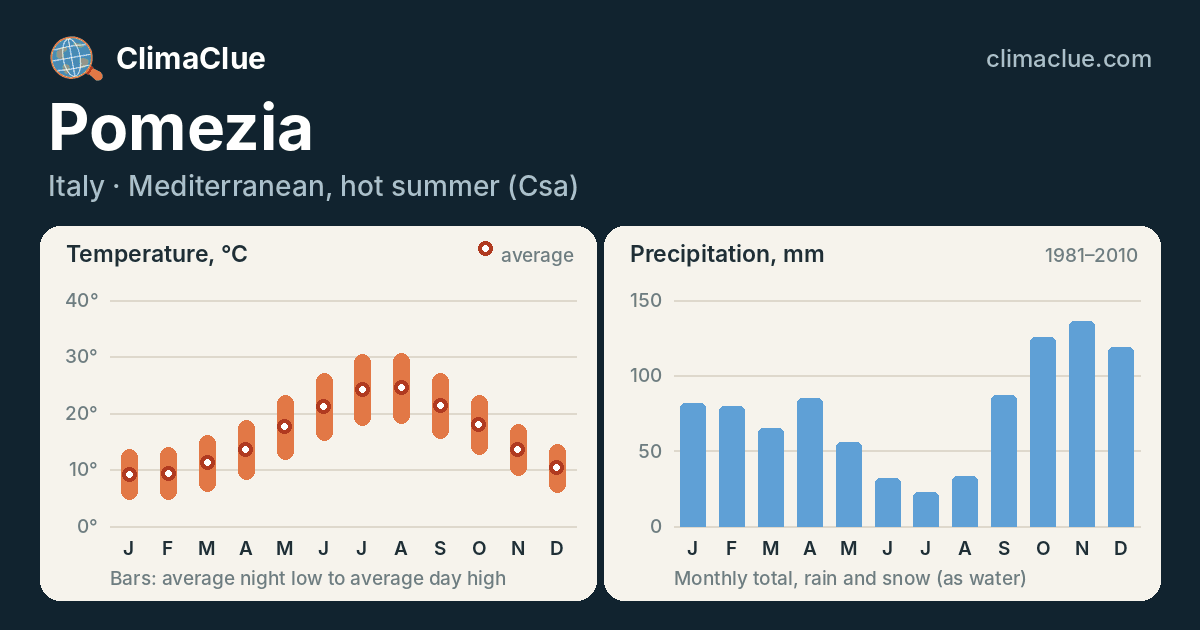 ClimaClue
climaclue.com
Pomezia
Italy · Mediterranean, hot summer (Csa)
Temperature, °C
average
40°
30°
20°
10°
0°
J F M A M J J A S O N D
Bars: average night low to average day high
Precipitation, mm
1981–2010
150
100
50
0
J F M A M J J A S O N D
Monthly total, rain and snow (as water)